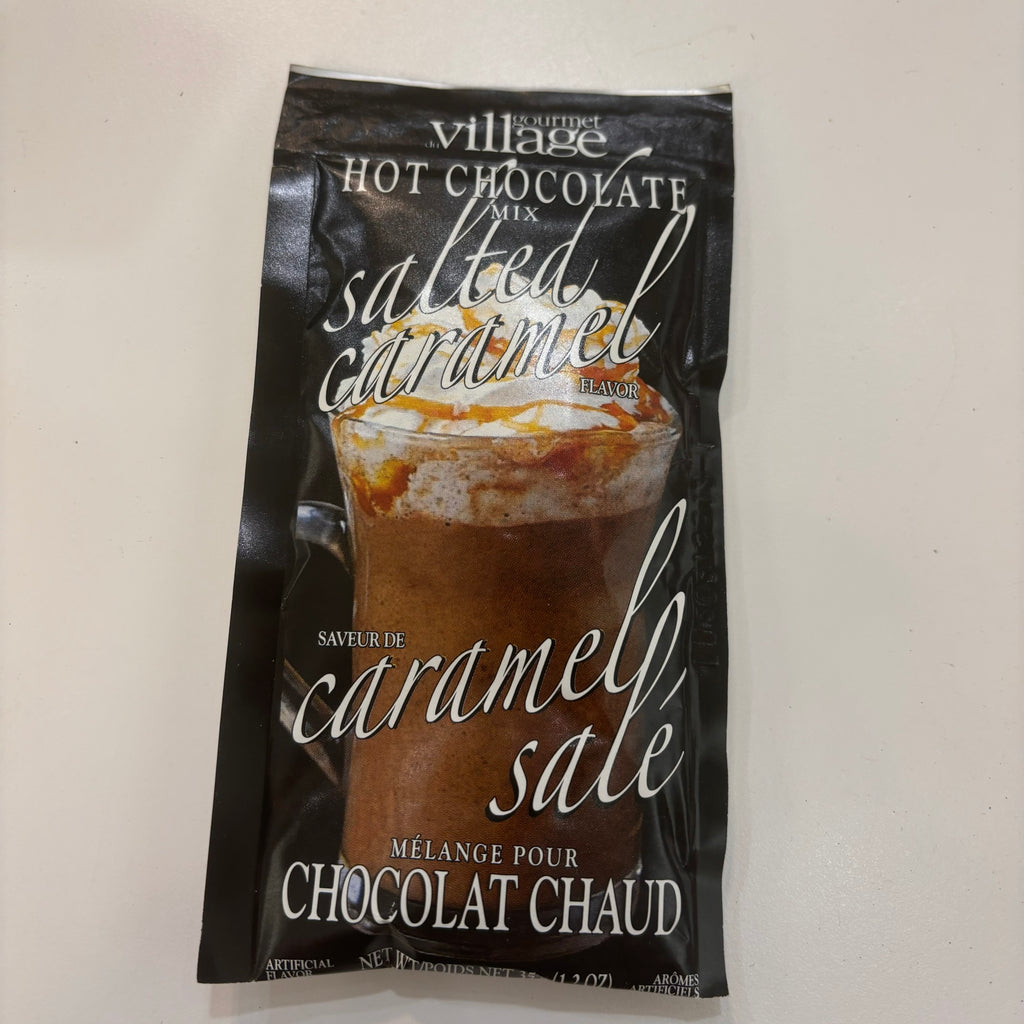 gourmet
du village
HOT CHOCOLATE
MIX
salted
caramel
FLAVOR
SAVEUR DE
caramel
salé
MÉLANGE POUR
CHOCOLAT CHAUD
ARTIFICIAL
FLAVOR
NET WT/POIDS NET 35g (1.2 OZ)
ARÔMES
ARTIFICIELS